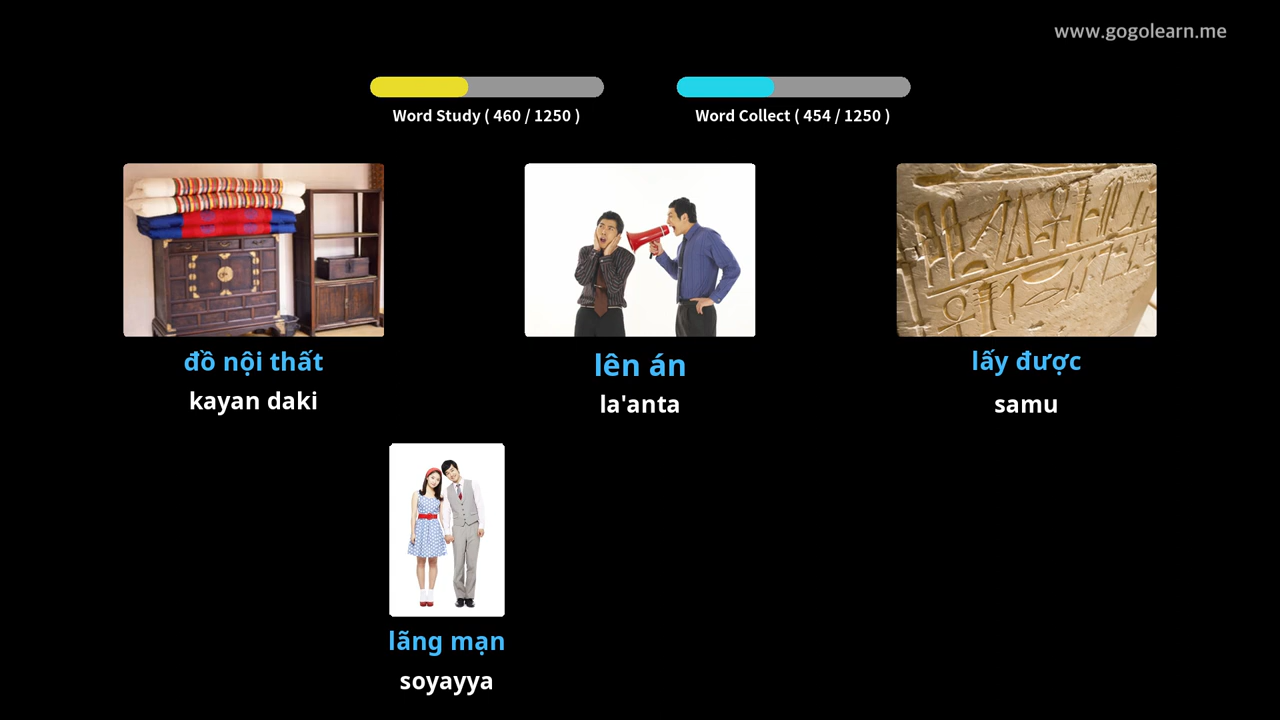 www.gogolearn.me
Word Study ( 460 / 1250 )
Word Collect ( 454 / 1250 )
đồ nội thất
kayan daki
lên án
la'anta
lấy được
samu
lãng mạn
soyayya